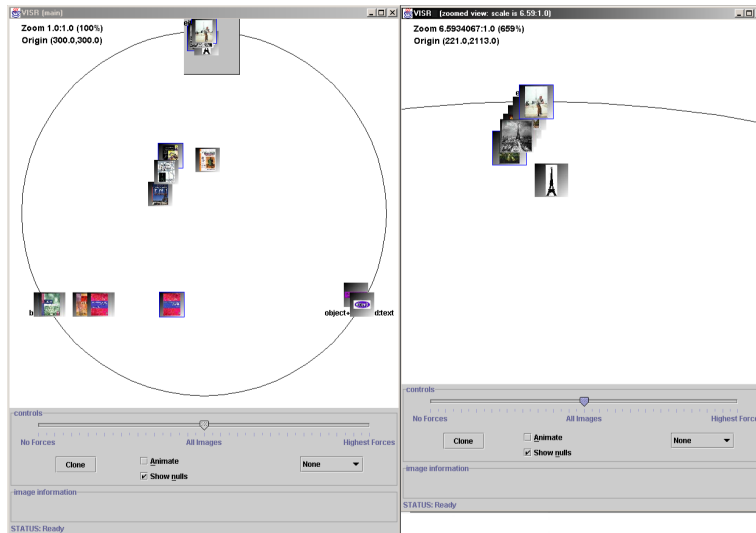 VISR (main)
Zoom 1.0:1.0 (100%)
Origin (300.0,300.0)
e
b
object+
d:text
controls
No Forces
All Images
Highest Forces
Clone
Animate
Show nulls
None
image information
STATUS: Ready
VISR (zoomed view: scale is 6.59:1.0)
Zoom 6.5934067:1.0 (659%)
Origin (221.0,2113.0)
e
controls
No Forces
All Images
Highest Force
Clone
Animate
Show nulls
None
image information
STATUS: Ready